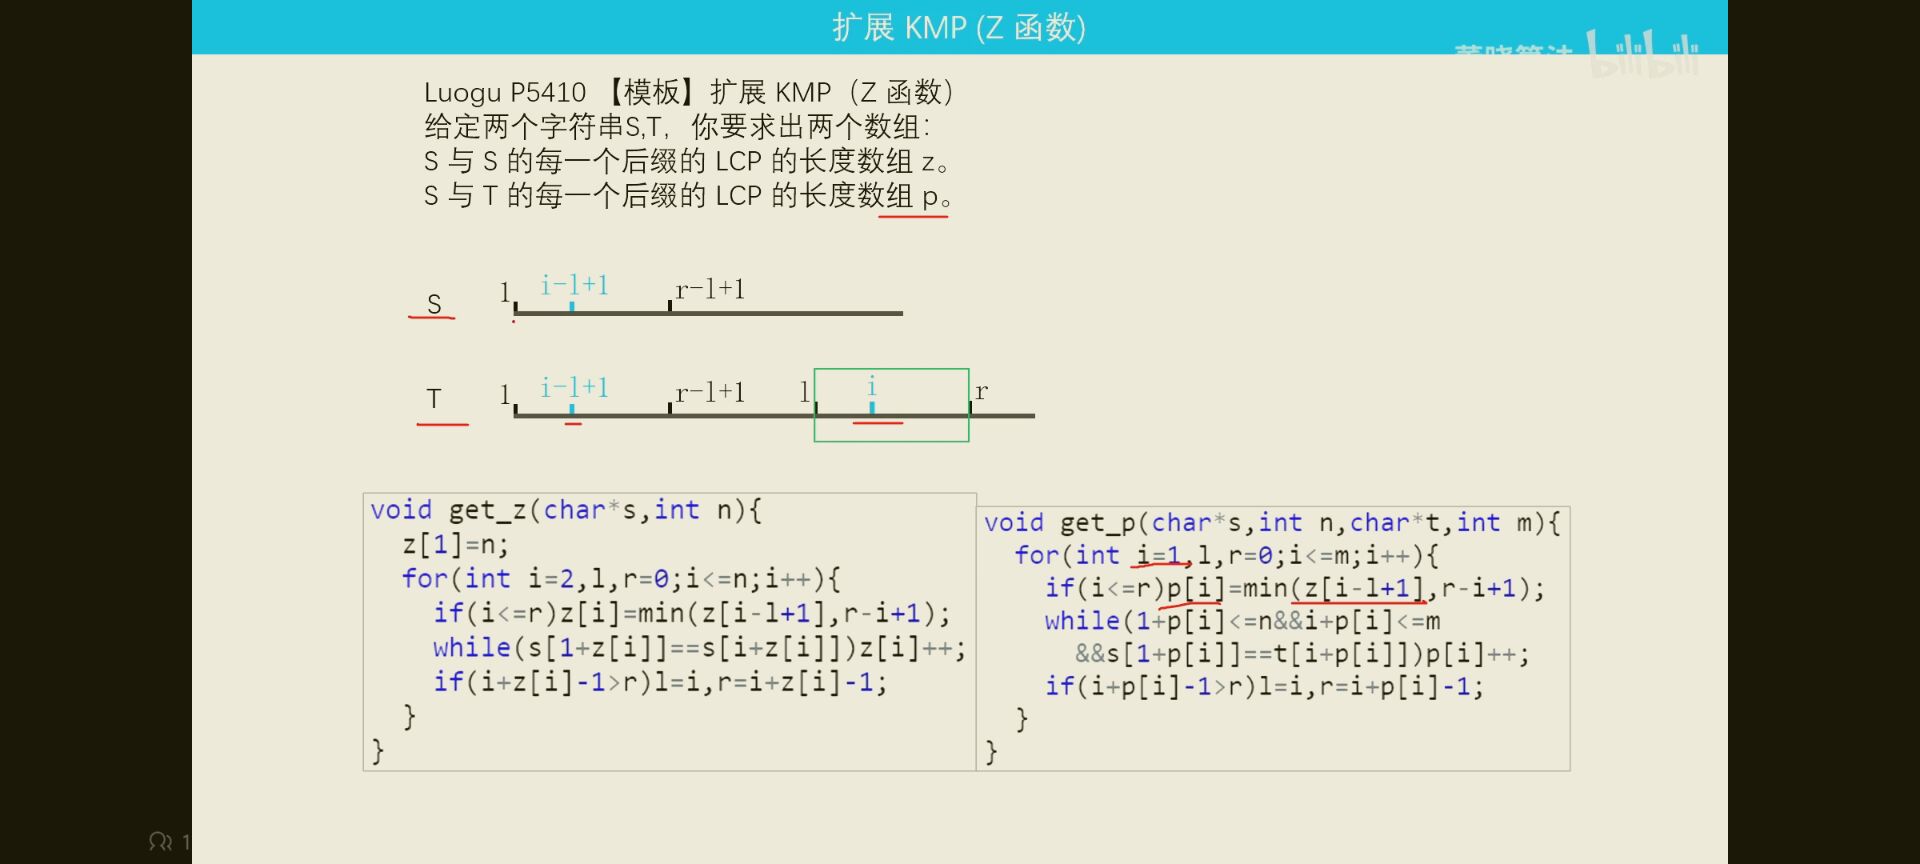 扩展 KMP (Z 函数)
bilibili
Luogu P5410 【模板】扩展 KMP（Z 函数）
给定两个字符串S,T, 你要求出两个数组：
S 与 S 的每一个后缀的 LCP 的长度数组 z。
S 与 T 的每一个后缀的 LCP 的长度数组 p。
S 1 i-l+1 r-l+1
T 1 i-l+1 r-l+1 l i r
void get_z(char*s,int n){
z[1]=n;
for(int i=2,l,r=0;i<=n;i++){
if(i<=r)z[i]=min(z[i-l+1],r-i+1);
while(s[1+z[i]]==s[i+z[i]])z[i]++;
if(i+z[i]-1>r)l=i,r=i+z[i]-1;
}
}
void get_p(char*s,int n,char*t,int m){
for(int i=1,l,r=0;i<=m;i++){
if(i<=r)p[i]=min(z[i-l+1],r-i+1);
while(1+p[i]<=n&&i+p[i]<=m
&&s[1+p[i]]==t[i+p[i]])p[i]++;
if(i+p[i]-1>r)l=i,r=i+p[i]-1;
}
}
1